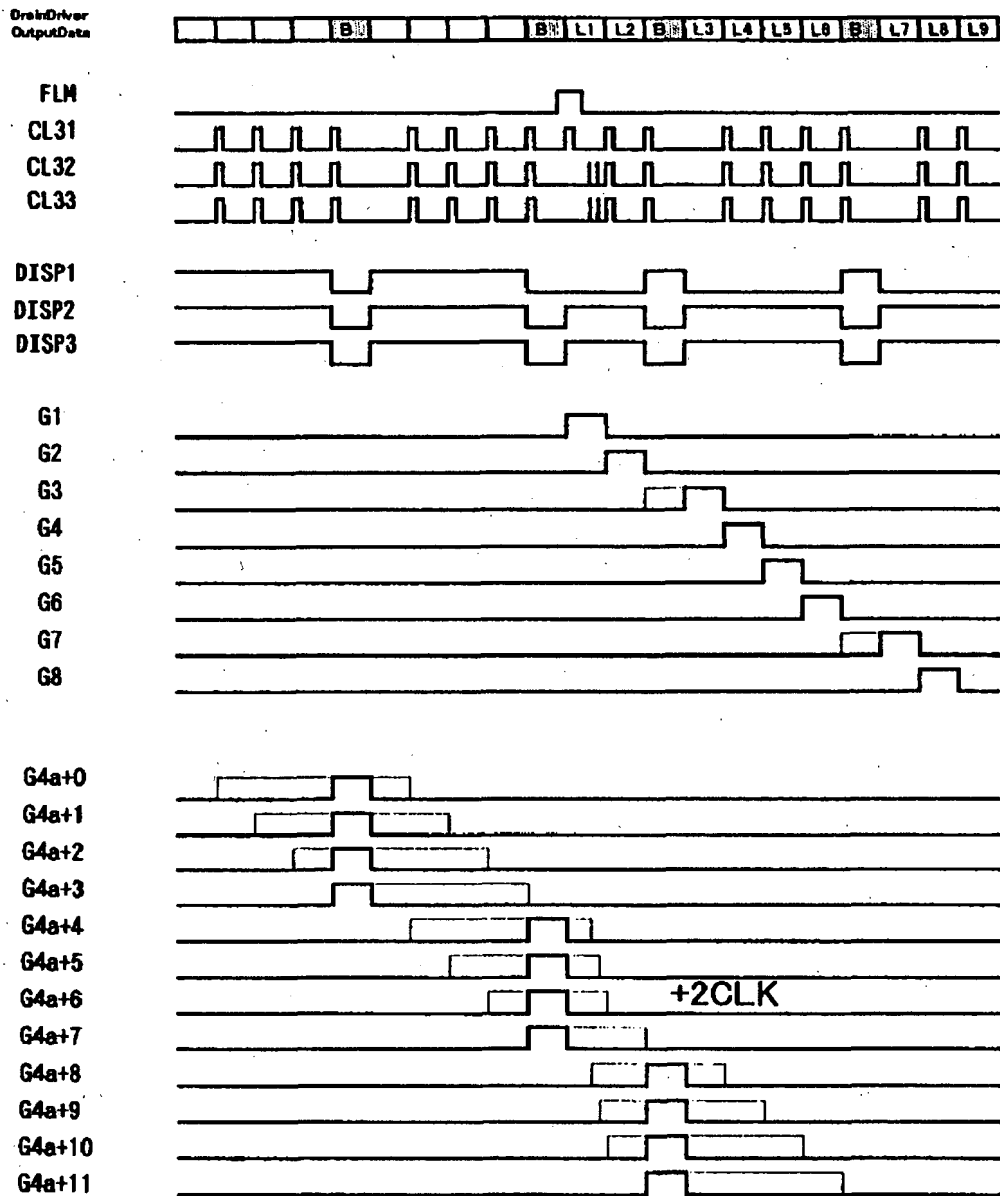 DrainDriver
OutputData
B B L1 L2 B L3 L4 L5 L6 B L7 L8 L9
FLM
CL31
CL32
CL33
DISP1
DISP2
DISP3
G1
G2
G3
G4
G5
G6
G7
G8
G4a+0
G4a+1
G4a+2
G4a+3
G4a+4
G4a+5
G4a+6 +2CLK
G4a+7
G4a+8
G4a+9
G4a+10
G4a+11